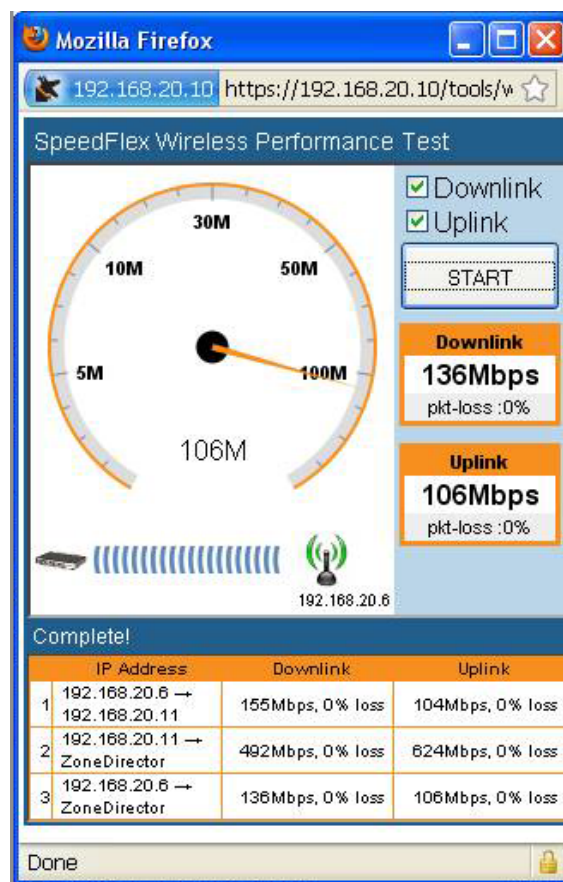 Mozilla Firefox
192.168.20.10 https://192.168.20.10/tools/w
SpeedFlex Wireless Performance Test
Downlink
Uplink
START
30M
10M
50M
5M
100M
106M
Downlink
136Mbps
pkt-loss :0%
Uplink
106Mbps
pkt-loss :0%
192.168.20.6
Complete!
IP Address Downlink Uplink
1 192.168.20.6 → 192.168.20.11 155Mbps, 0% loss 104Mbps, 0% loss
2 192.168.20.11 → ZoneDirector 492Mbps, 0% loss 624Mbps, 0% loss
3 192.168.20.6 → ZoneDirector 136Mbps, 0% loss 106Mbps, 0% loss
Done